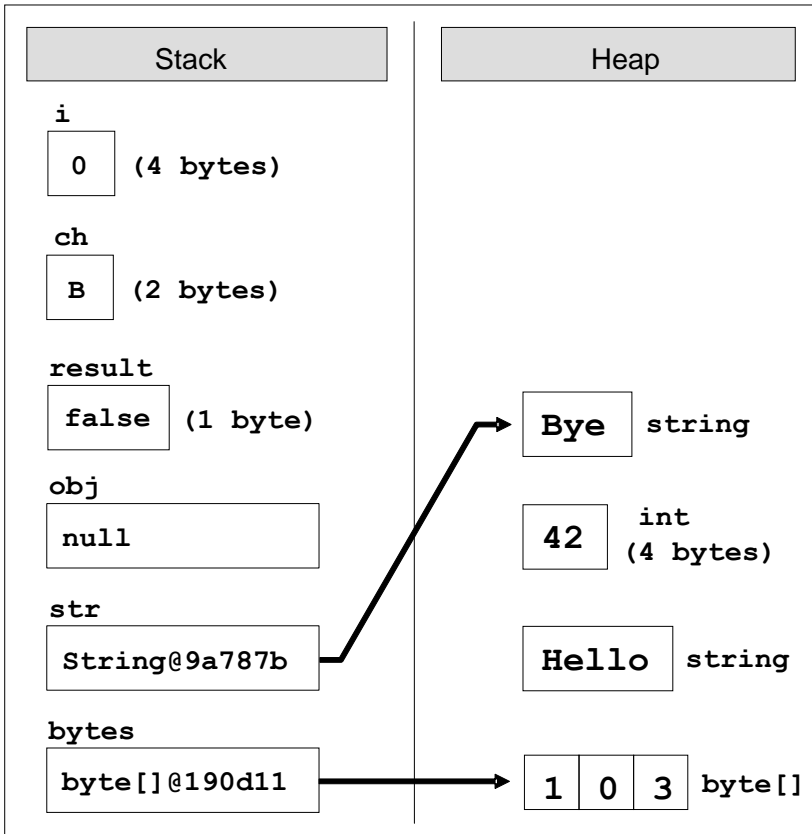 Stack
Heap
i
0 (4 bytes)
ch
B (2 bytes)
result
false (1 byte)
Bye string
obj
null
42 int
(4 bytes)
str
String@9a787b
Hello string
bytes
byte[]@190d11
1 0 3 byte[]